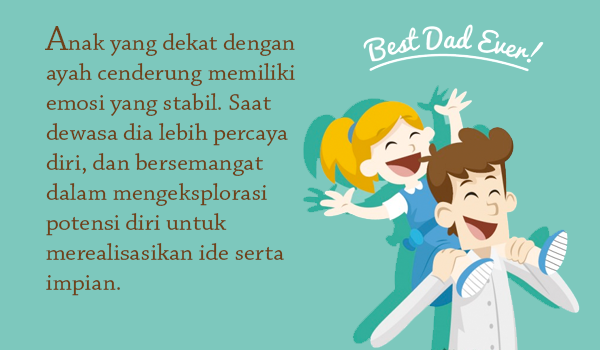 Anak yang dekat dengan
ayah cenderung memiliki
emosi yang stabil. Saat
dewasa dia lebih percaya
diri, dan bersemangat
dalam mengeksplorasi
potensi diri untuk
merealisasikan ide serta
impian.
Best Dad Ever!